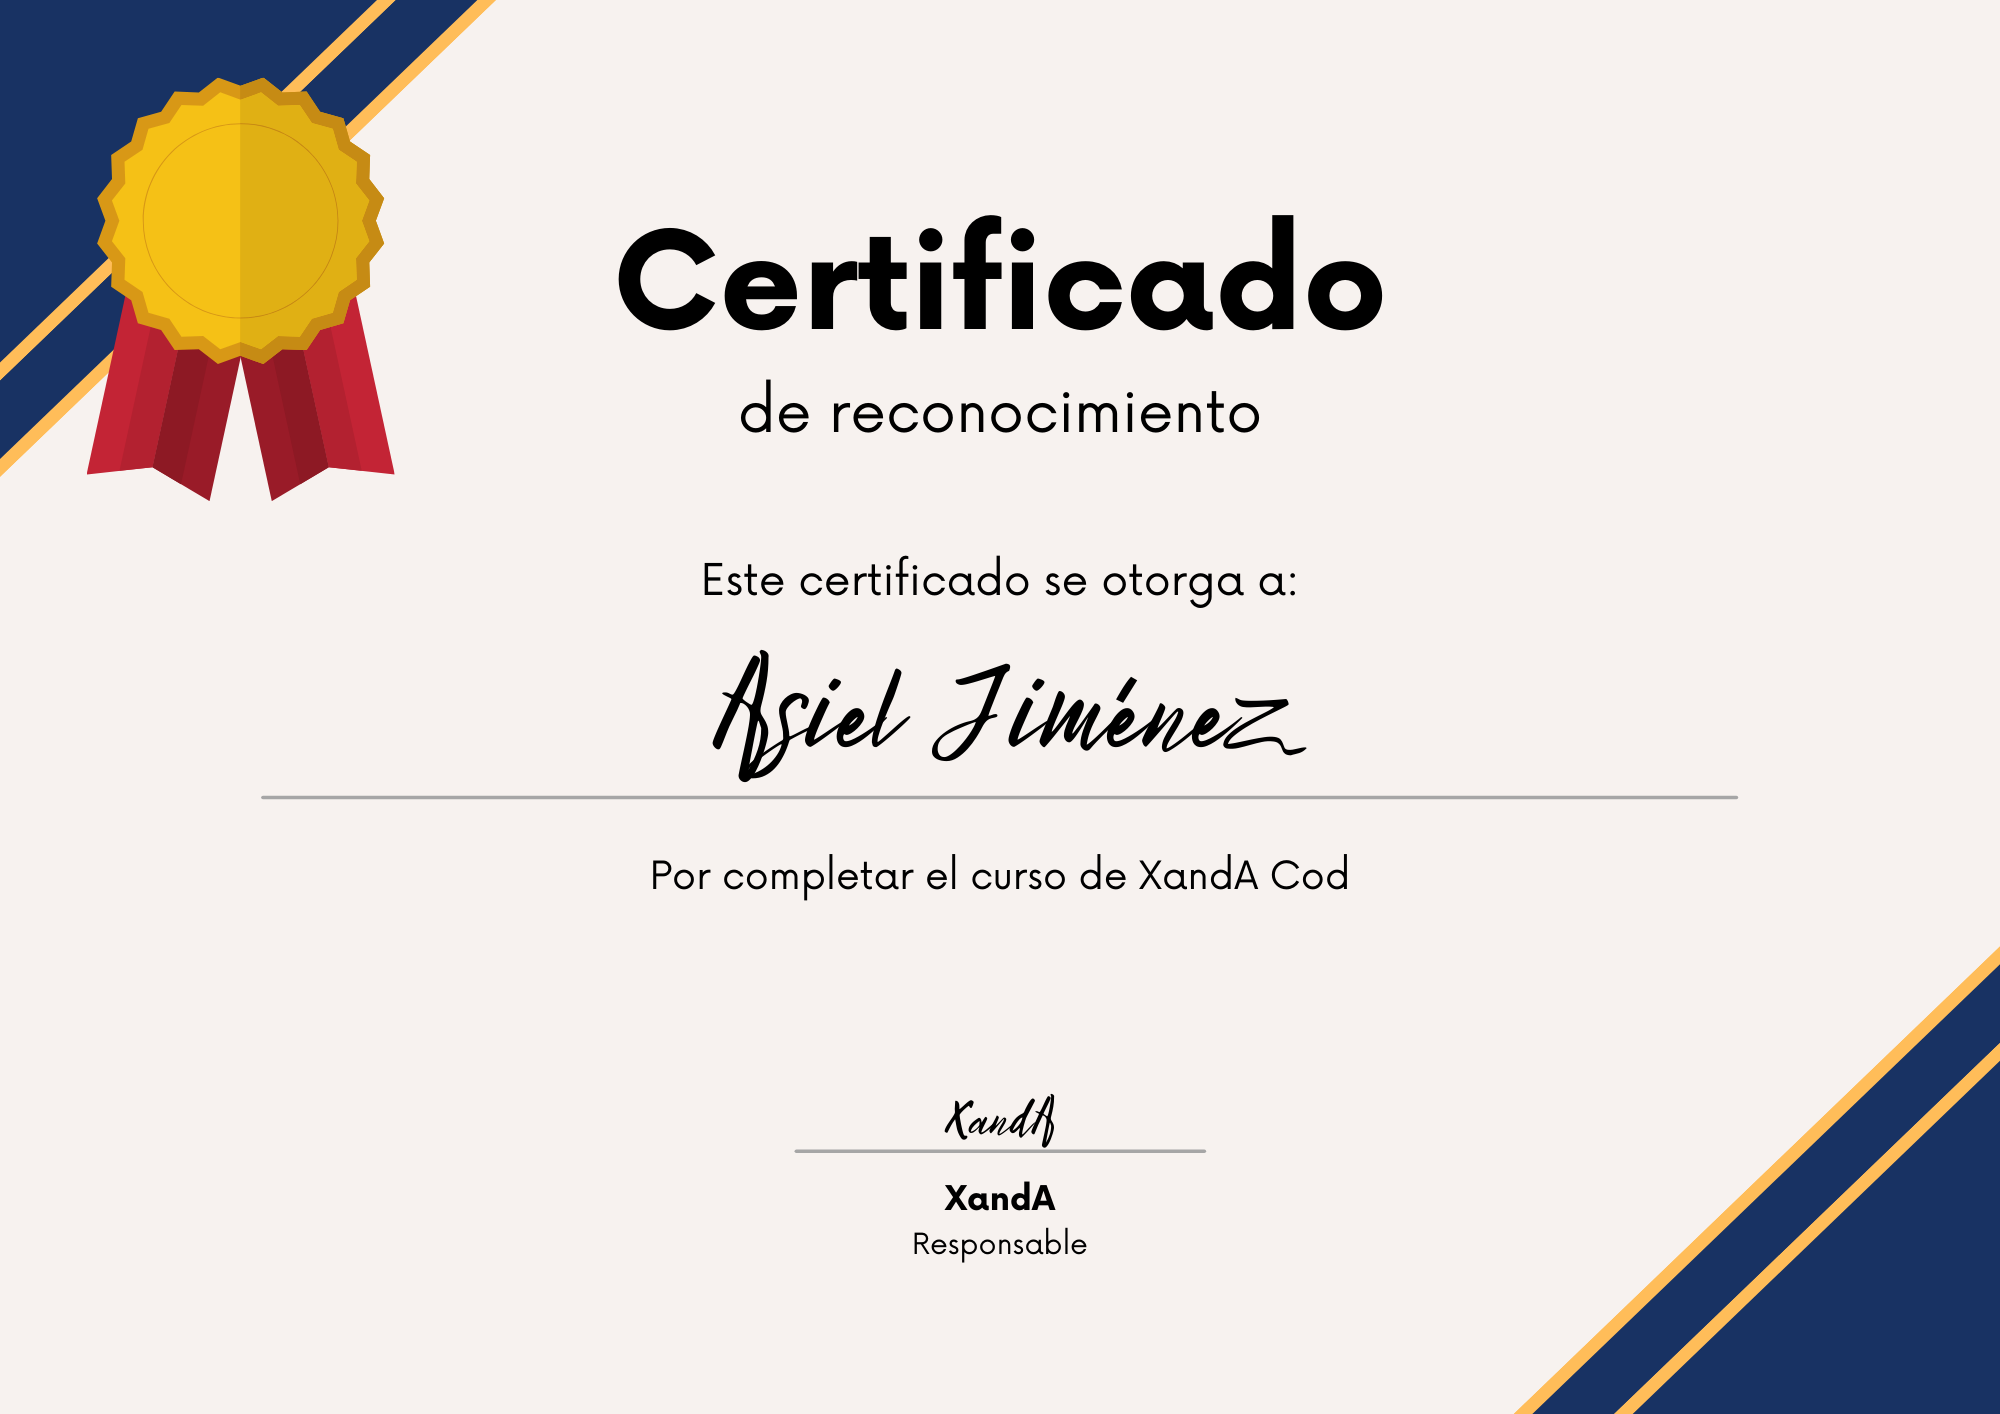 Certificado
de reconocimiento
Este certificado se otorga a:
Asiel Jiménez
Por completar el curso de XandA Cod
XandA
XandA
Responsable